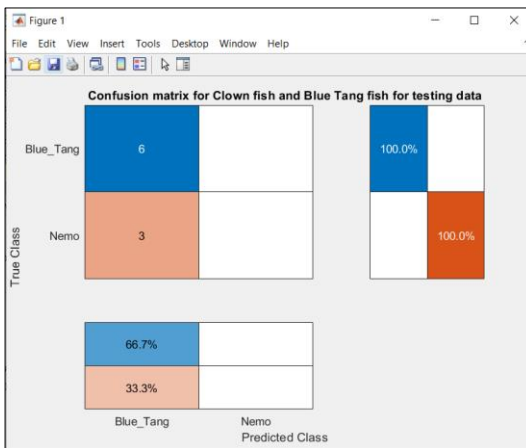 Figure 1
File Edit View Insert Tools Desktop Window Help
Confusion matrix for Clown fish and Blue Tang fish for testing data
Blue_Tang 6 100.0%
Nemo 3 100.0%
True Class
66.7%
33.3%
Blue_Tang Nemo
Predicted Class